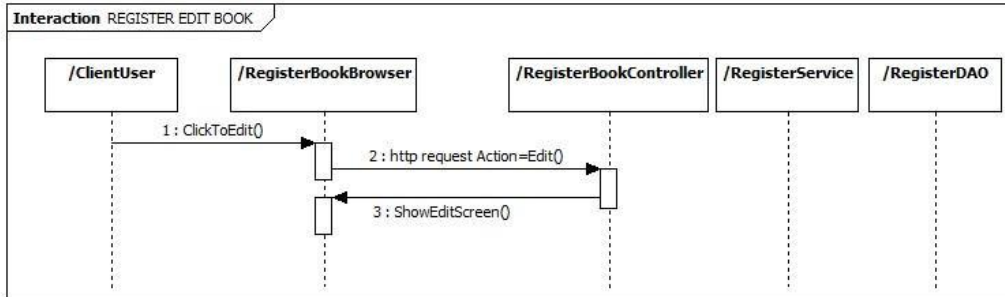 Interaction REGISTER EDIT BOOK
/ClientUser
/RegisterBookBrowser
/RegisterBookController
/RegisterService
/RegisterDAO
1 : ClickToEdit()
2 : http request Action=Edit()
3 : ShowEditScreen()